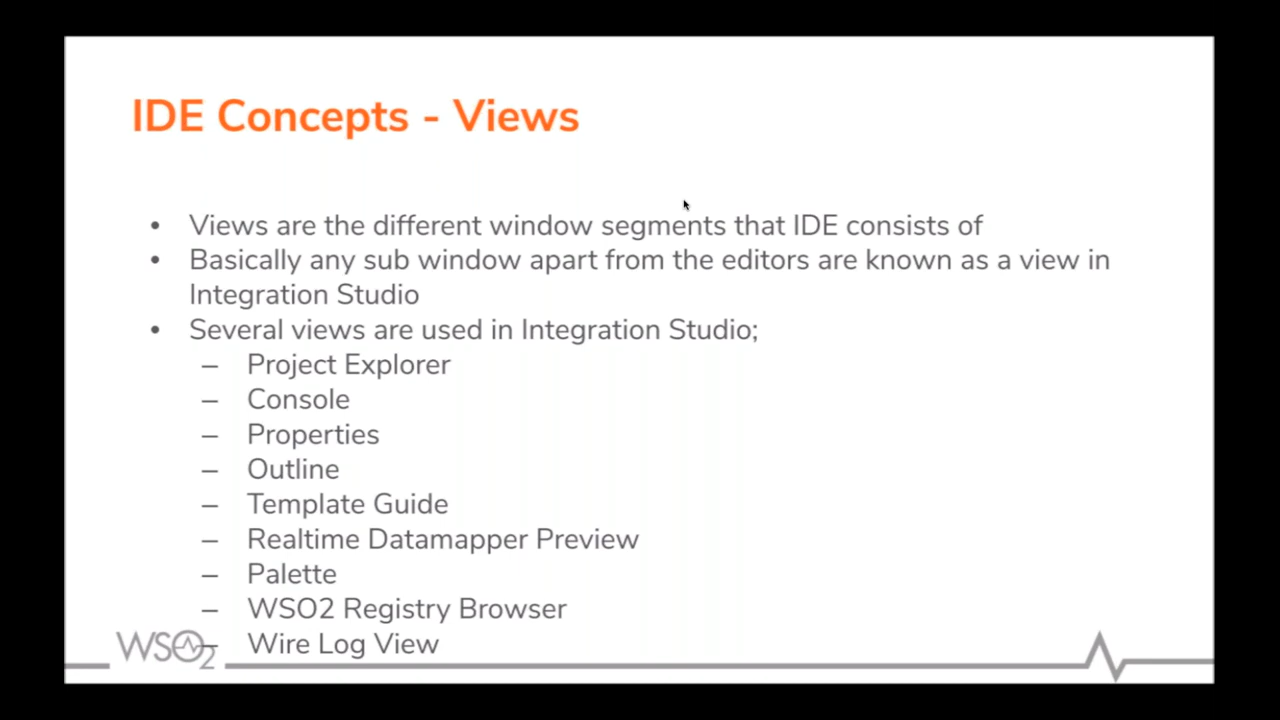 IDE Concepts - Views
• Views are the different window segments that IDE consists of
• Basically any sub window apart from the editors are known as a view in
Integration Studio
• Several views are used in Integration Studio;
– Project Explorer
– Console
– Properties
– Outline
– Template Guide
– Realtime Datamapper Preview
– Palette
– WSO2 Registry Browser
– Wire Log View
WSO2